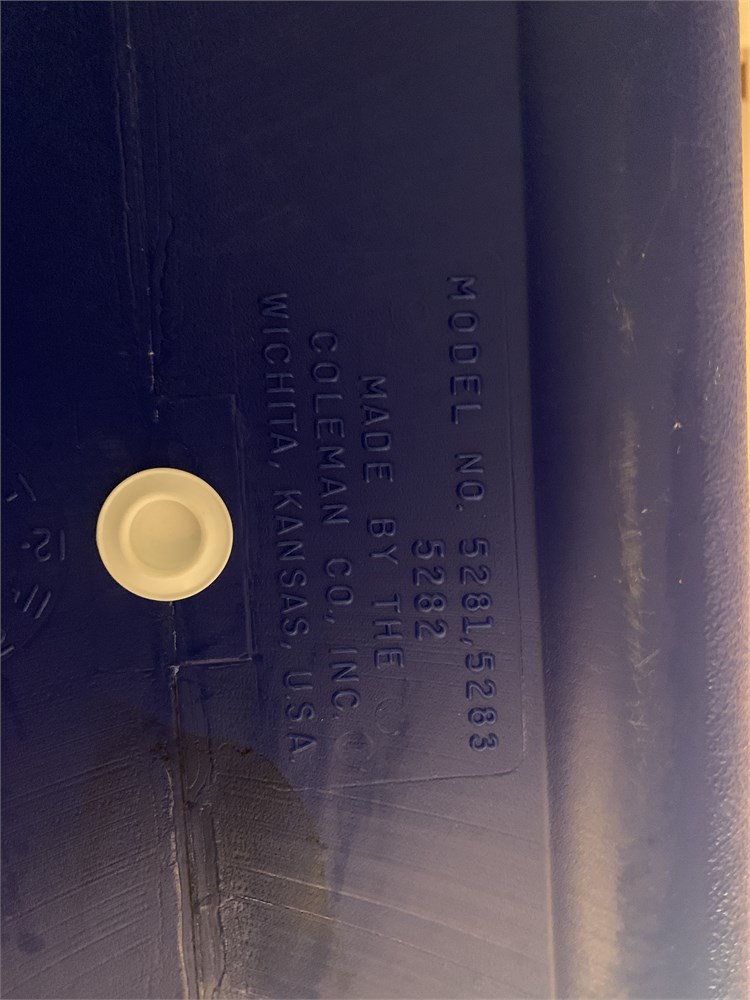 MODEL NO. 5281,5283
5282
MADE BY THE
COLEMAN CO., INC.
WICHITA, KANSAS, U.S.A.